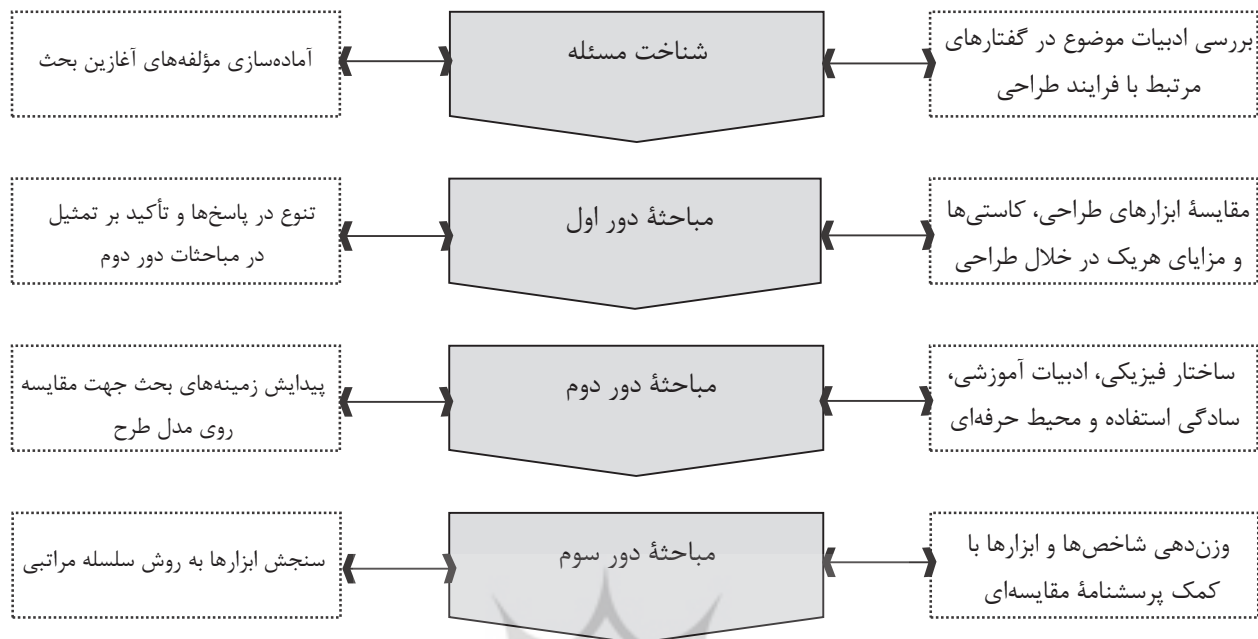 بررسی ادبیات موضوع در گفتارهای
مرتبط با فرایند طراحی
شناخت مسئله
آماده‌سازی مؤلفه‌های آغازین بحث
مقایسهٔ ابزارهای طراحی، کاستی‌ها
و مزایای هریک در خلال طراحی
مباحثهٔ دور اول
تنوع در پاسخ‌ها و تأکید بر تمثیل
در مباحثات دور دوم
ساختار فیزیکی، ادبیات آموزشی،
سادگی استفاده و محیط حرفه‌ای
مباحثهٔ دور دوم
پیدایش زمینه‌های بحث جهت مقایسه
روی مدل طرح
وزن‌دهی شاخص‌ها و ابزارها با
کمک پرسشنامهٔ مقایسه‌ای
مباحثهٔ دور سوم
سنجش ابزارها به روش سلسله مراتبی